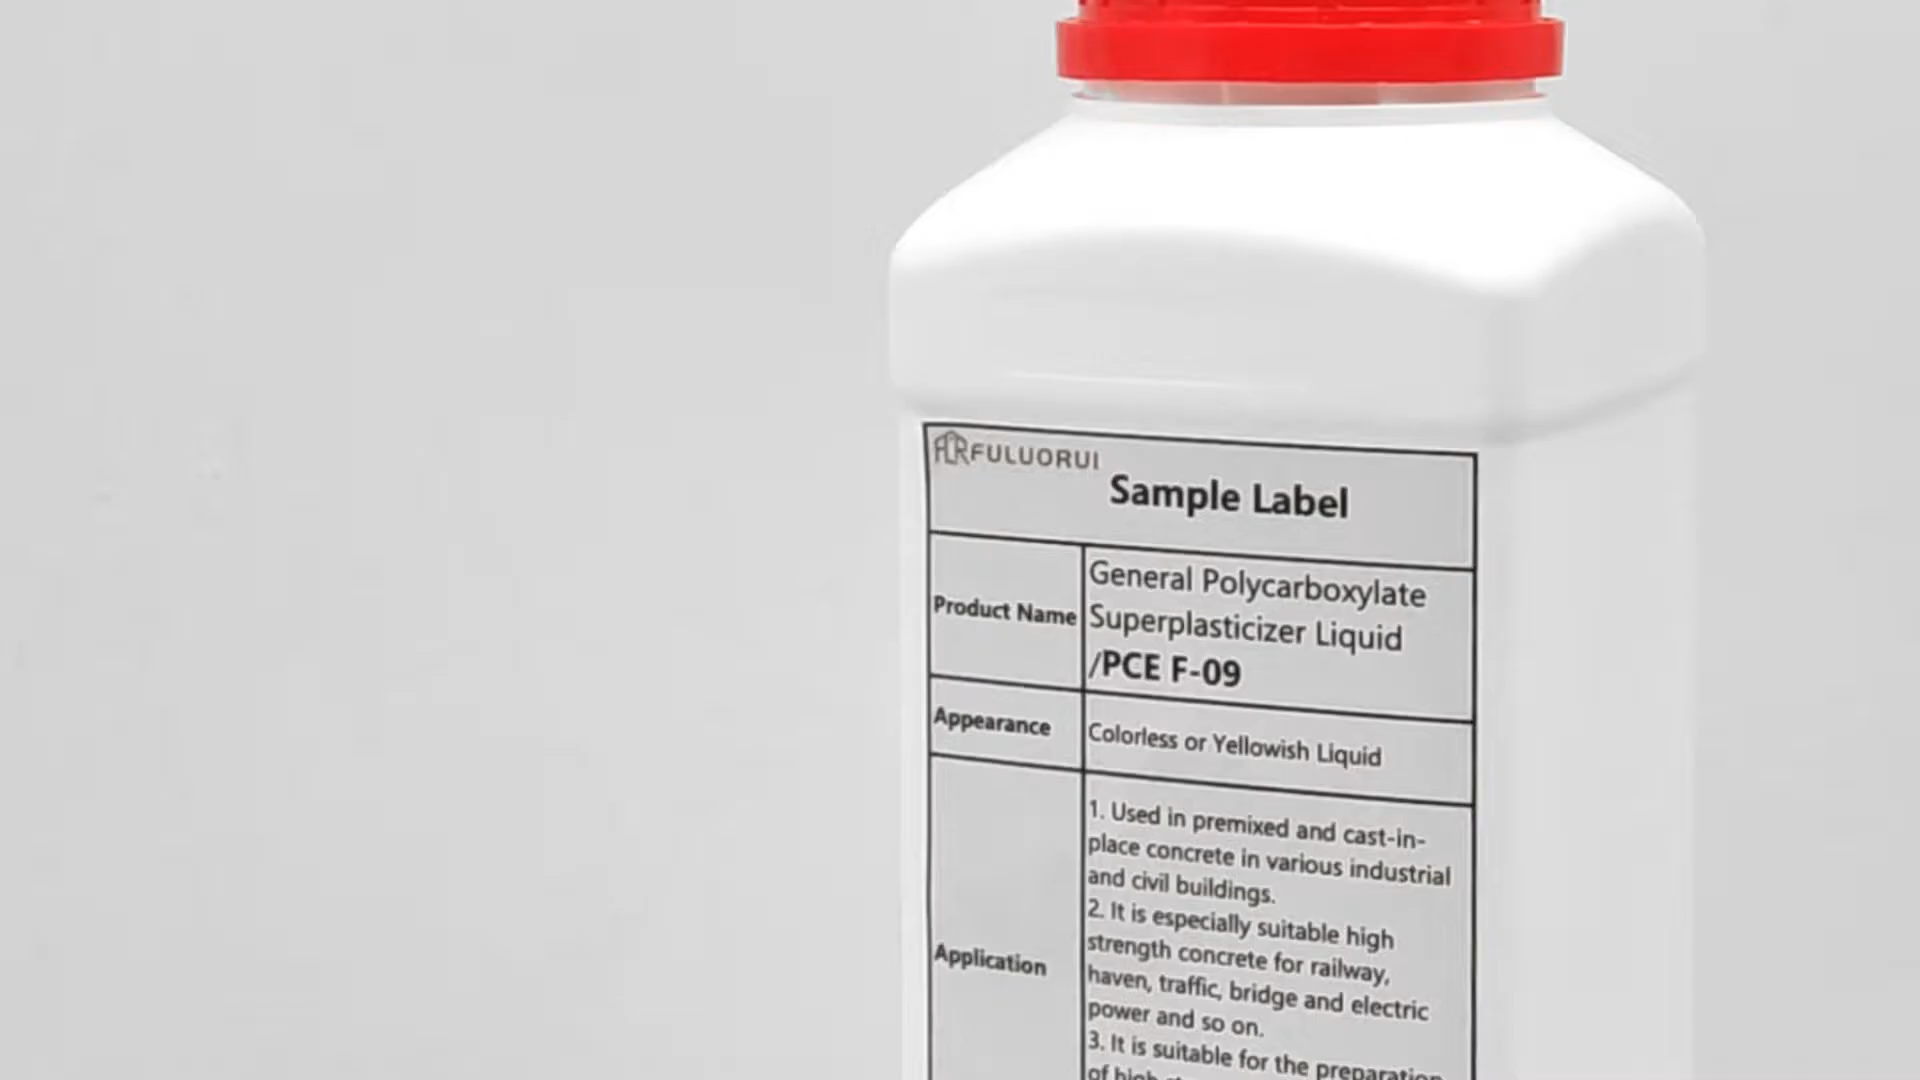 FLR FULUORUI
Sample Label
Product Name
General Polycarboxylate
Superplasticizer Liquid
/PCE F-09
Appearance
Colorless or Yellowish Liquid
Application
1. Used in premixed and cast-in-
place concrete in various industrial
and civil buildings.
2. It is especially suitable high
strength concrete for railway,
haven, traffic, bridge and electric
power and so on.
3. It is suitable for the preparation
of high